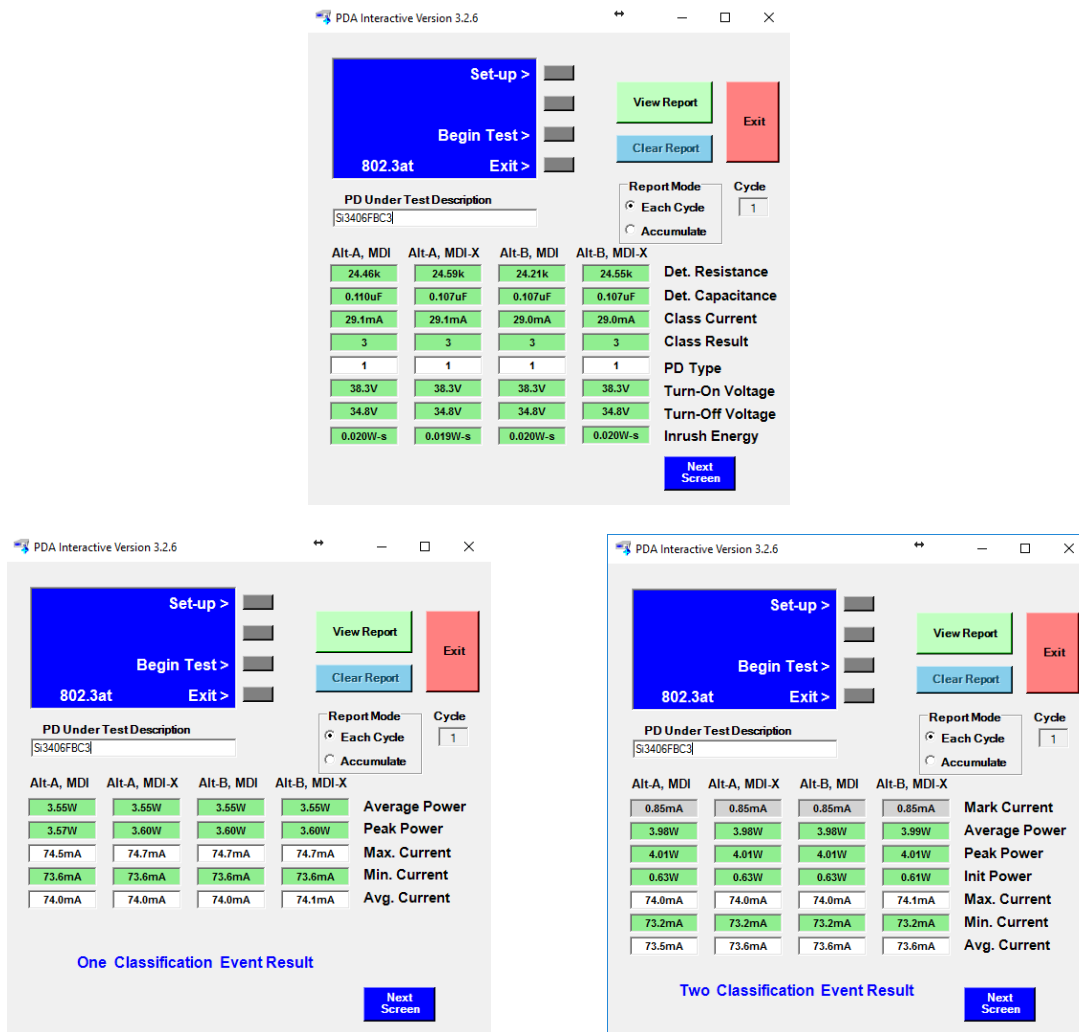 PDA Interactive Version 3.2.6
Set-up >
Begin Test >
802.3at Exit >
View Report
Clear Report
Exit
Report Mode Cycle
Each Cycle 1
Accumulate
PD Under Test Description
Si3406FBC3
Alt-A, MDI Alt-A, MDI-X Alt-B, MDI Alt-B, MDI-X
24.46k 24.59k 24.21k 24.55k Det. Resistance
0.110uF 0.107uF 0.107uF 0.107uF Det. Capacitance
29.1mA 29.1mA 29.0mA 29.0mA Class Current
3 3 3 3 Class Result
1 1 1 1 PD Type
38.3V 38.3V 38.3V 38.3V Turn-On Voltage
34.8V 34.8V 34.8V 34.8V Turn-Off Voltage
0.020W-s 0.019W-s 0.020W-s 0.020W-s Inrush Energy
Next
Screen
PDA Interactive Version 3.2.6
Set-up >
Begin Test >
802.3at Exit >
View Report
Clear Report
Exit
Report Mode Cycle
Each Cycle 1
Accumulate
PD Under Test Description
Si3406FBC3
Alt-A, MDI Alt-A, MDI-X Alt-B, MDI Alt-B, MDI-X
3.55W 3.55W 3.55W 3.55W Average Power
3.57W 3.60W 3.60W 3.60W Peak Power
74.5mA 74.7mA 74.7mA 74.7mA Max. Current
73.6mA 73.6mA 73.6mA 73.6mA Min. Current
74.0mA 74.0mA 74.0mA 74.1mA Avg. Current
One Classification Event Result
Next
Screen
PDA Interactive Version 3.2.6
Set-up >
Begin Test >
802.3at Exit >
View Report
Clear Report
Exit
Report Mode Cycle
Each Cycle 1
Accumulate
PD Under Test Description
Si3406FBC3
Alt-A, MDI Alt-A, MDI-X Alt-B, MDI Alt-B, MDI-X
0.85mA 0.85mA 0.85mA 0.85mA Mark Current
3.98W 3.98W 3.98W 3.99W Average Power
4.01W 4.01W 4.01W 4.01W Peak Power
0.63W 0.63W 0.63W 0.61W Init Power
74.0mA 74.0mA 74.0mA 74.1mA Max. Current
73.2mA 73.2mA 73.2mA 73.2mA Min. Current
73.5mA 73.6mA 73.6mA 73.6mA Avg. Current
Two Classification Event Result
Next
Screen